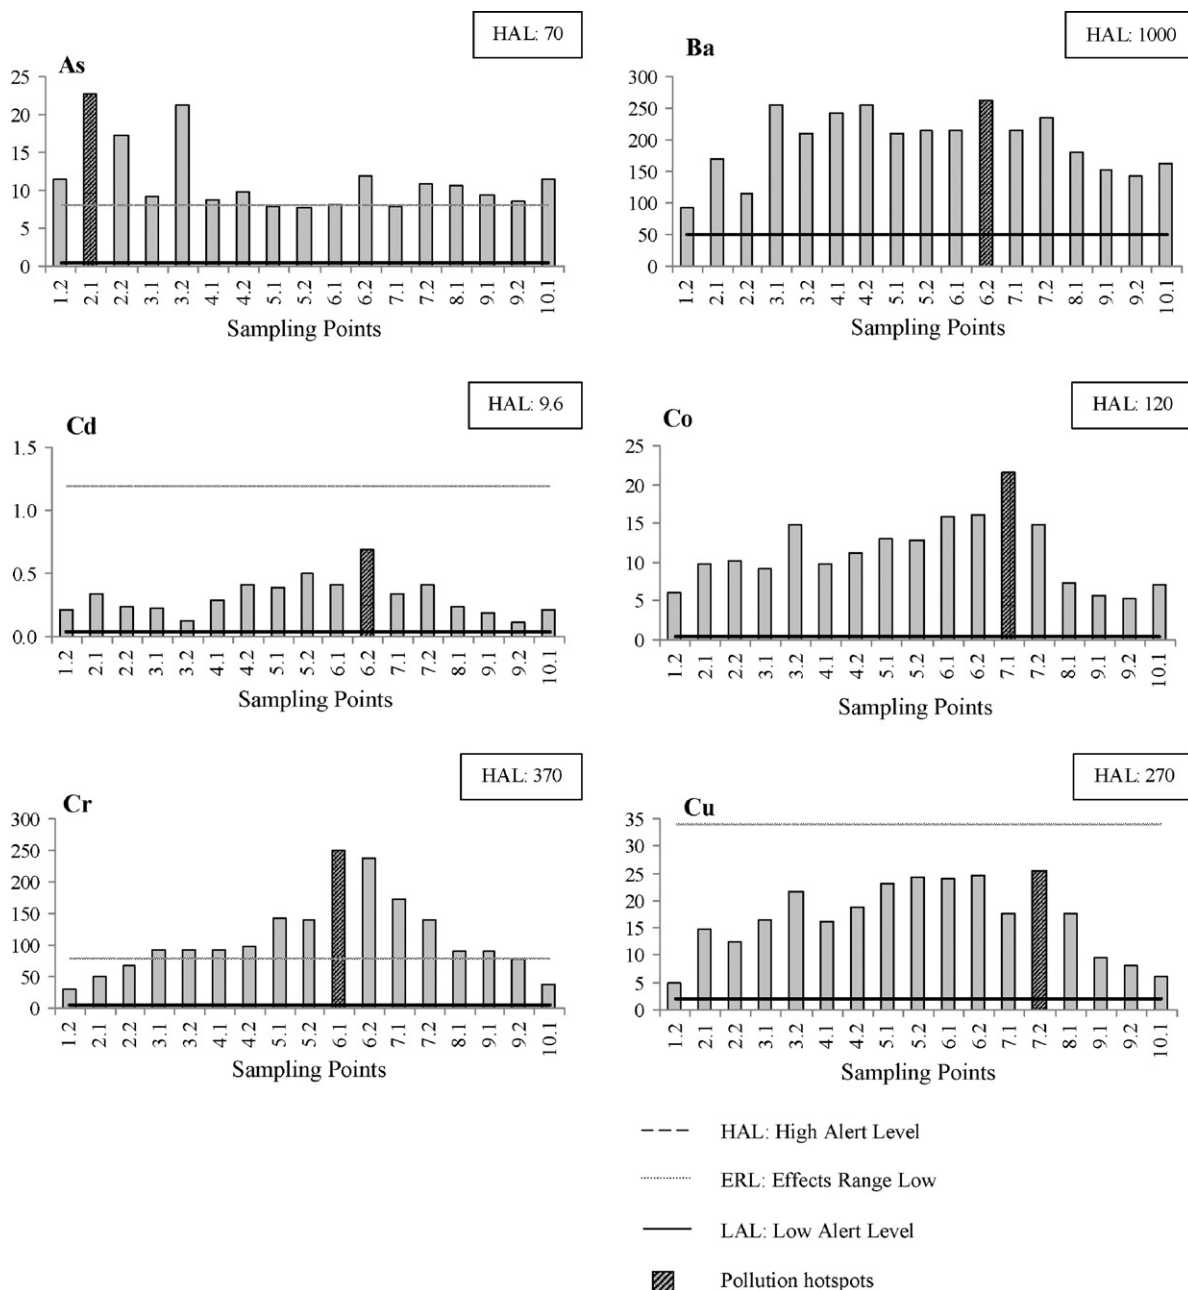 HAL: 70
As
25
20
15
10
5
0
1.2 2.1 2.2 3.1 3.2 4.1 4.2 5.1 5.2 6.1 6.2 7.1 7.2 8.1 9.1 9.2 10.1
Sampling Points
HAL: 1000
Ba
300
250
200
150
100
50
0
1.2 2.1 2.2 3.1 3.2 4.1 4.2 5.1 5.2 6.1 6.2 7.1 7.2 8.1 9.1 9.2 10.1
Sampling Points
HAL: 9.6
Cd
1.5
1.0
0.5
0.0
1.2 2.1 2.2 3.1 3.2 4.1 4.2 5.1 5.2 6.1 6.2 7.1 7.2 8.1 9.1 9.2 10.1
Sampling Points
HAL: 120
Co
25
20
15
10
5
0
1.2 2.1 2.2 3.1 3.2 4.1 4.2 5.1 5.2 6.1 6.2 7.1 7.2 8.1 9.1 9.2 10.1
Sampling Points
HAL: 370
Cr
300
250
200
150
100
50
0
1.2 2.1 2.2 3.1 3.2 4.1 4.2 5.1 5.2 6.1 6.2 7.1 7.2 8.1 9.1 9.2 10.1
Sampling Points
HAL: 270
Cu
35
30
25
20
15
10
5
0
1.2 2.1 2.2 3.1 3.2 4.1 4.2 5.1 5.2 6.1 6.2 7.1 7.2 8.1 9.1 9.2 10.1
Sampling Points
HAL: High Alert Level
ERL: Effects Range Low
LAL: Low Alert Level
Pollution hotspots